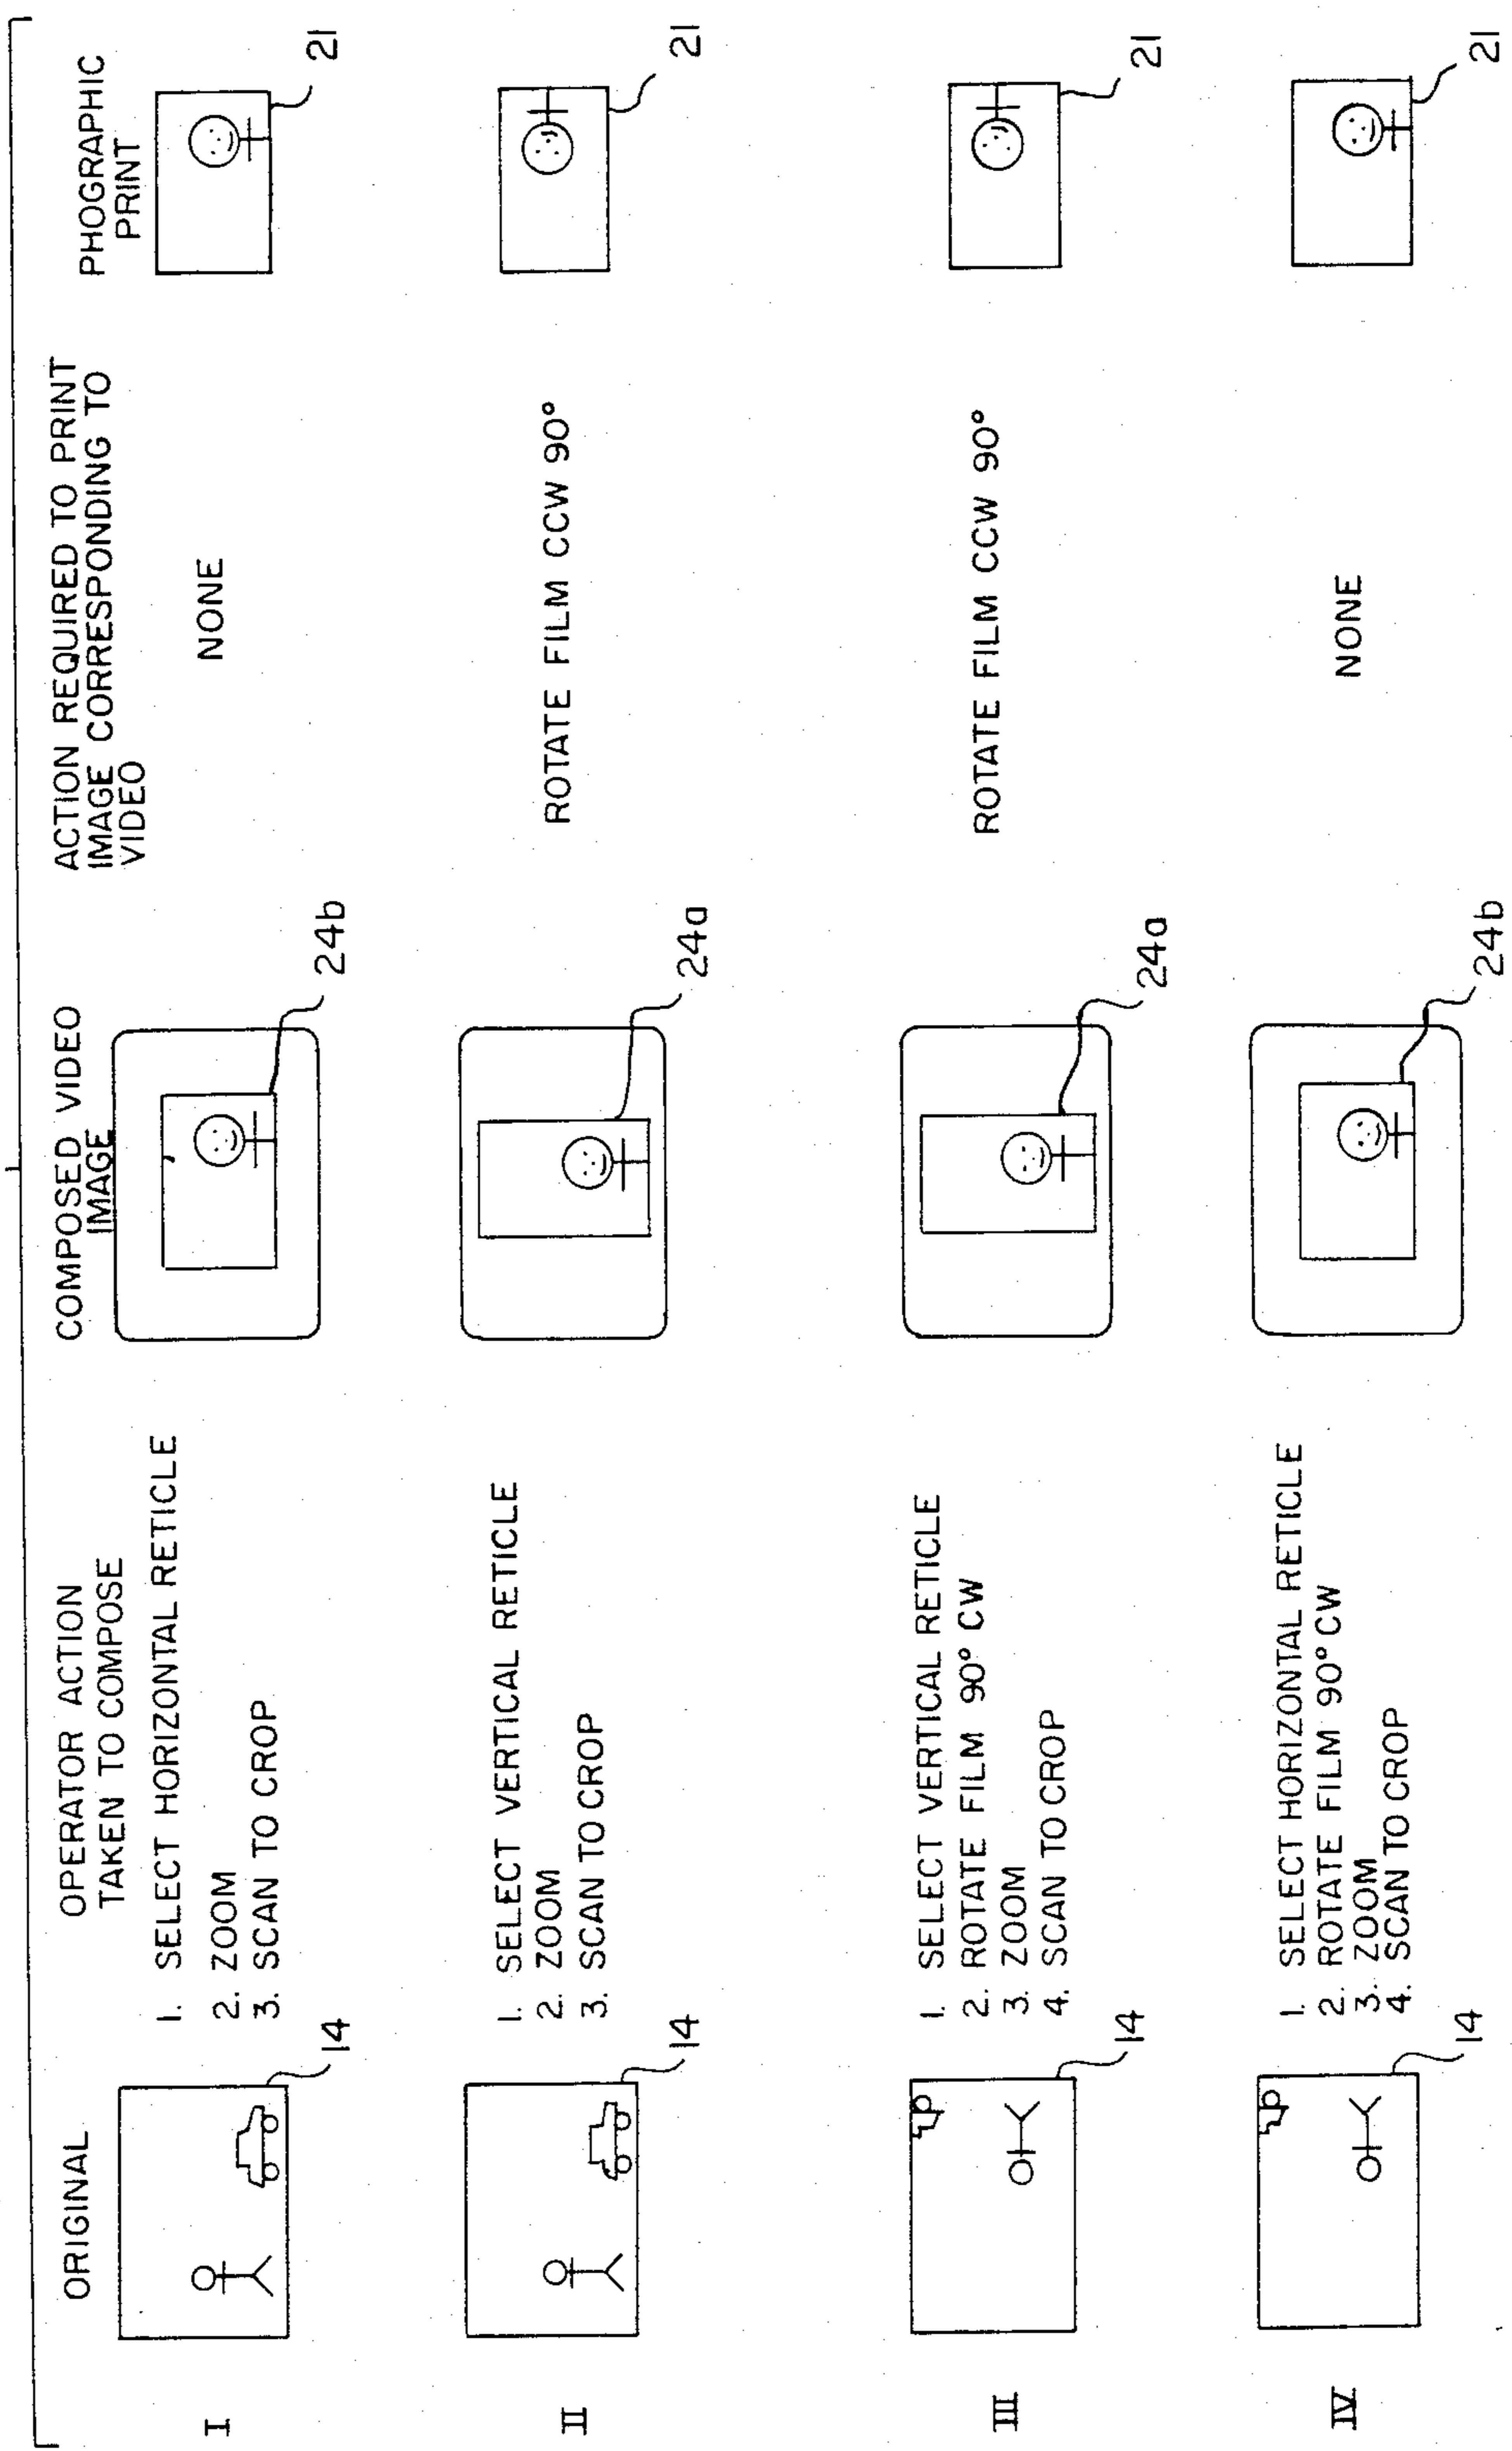 ORIGINAL
OPERATOR ACTION
TAKEN TO COMPOSE
COMPOSED VIDEO
IMAGE
ACTION REQUIRED TO PRINT
IMAGE CORRESPONDING TO
VIDEO
PHOGRAPHIC
PRINT
I
14
1. SELECT HORIZONTAL RETICLE
2. ZOOM
3. SCAN TO CROP
24b
NONE
21
II
14
1. SELECT VERTICAL RETICLE
2. ZOOM
3. SCAN TO CROP
24a
ROTATE FILM CCW 90°
21
III
14
1. SELECT VERTICAL RETICLE
2. ROTATE FILM 90° CW
3. ZOOM
4. SCAN TO CROP
24a
ROTATE FILM CCW 90°
21
IV
14
1. SELECT HORIZONTAL RETICLE
2. ROTATE FILM 90° CW
3. ZOOM
4. SCAN TO CROP
24b
NONE
21